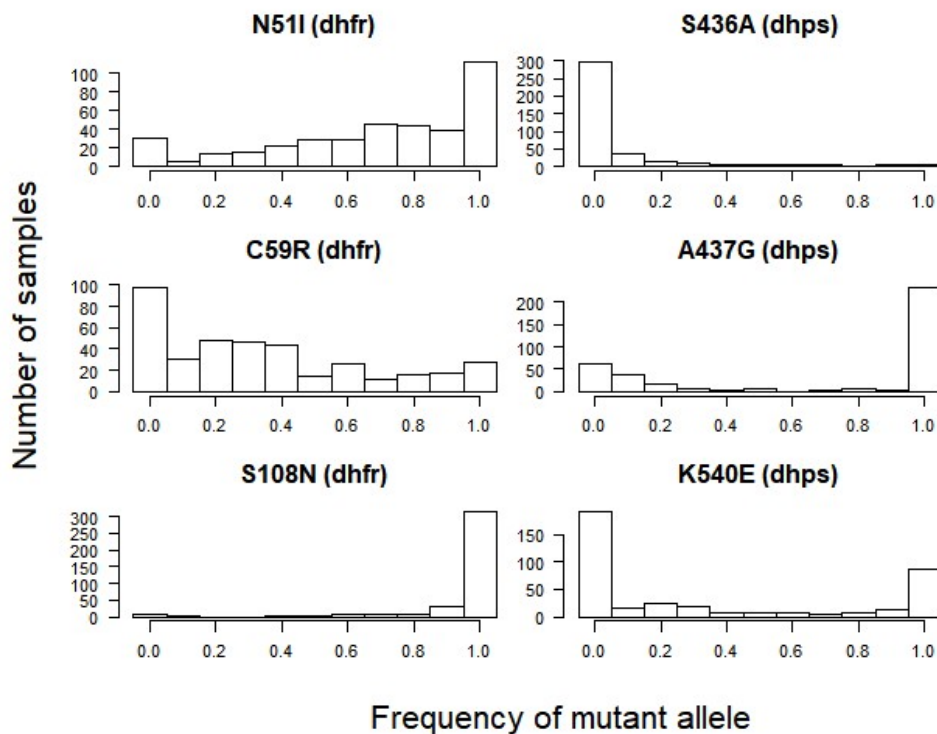 N51I (dhfr)
100
80
60
40
20
0
0.0 0.2 0.4 0.6 0.8 1.0
S436A (dhps)
300
250
200
150
100
50
0
0.0 0.2 0.4 0.6 0.8 1.0
C59R (dhfr)
100
80
60
40
20
0
0.0 0.2 0.4 0.6 0.8 1.0
A437G (dhps)
200
150
100
50
0
0.0 0.2 0.4 0.6 0.8 1.0
S108N (dhfr)
300
250
200
150
100
50
0
0.0 0.2 0.4 0.6 0.8 1.0
K540E (dhps)
150
100
50
0
0.0 0.2 0.4 0.6 0.8 1.0
Number of samples
Frequency of mutant allele